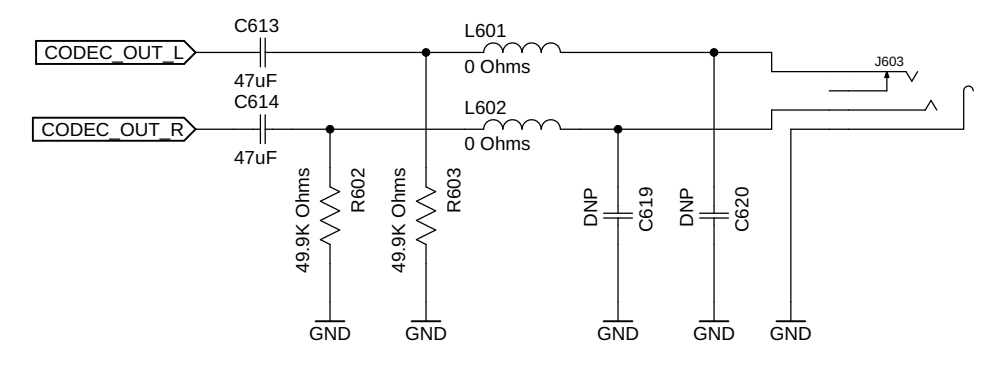 C613
L601
CODEC_OUT_L
47uF
0 Ohms
J603
C614
L602
CODEC_OUT_R
47uF
0 Ohms
49.9K Ohms
R602
49.9K Ohms
R603
DNP
C619
DNP
C620
GND
GND
GND
GND
GND